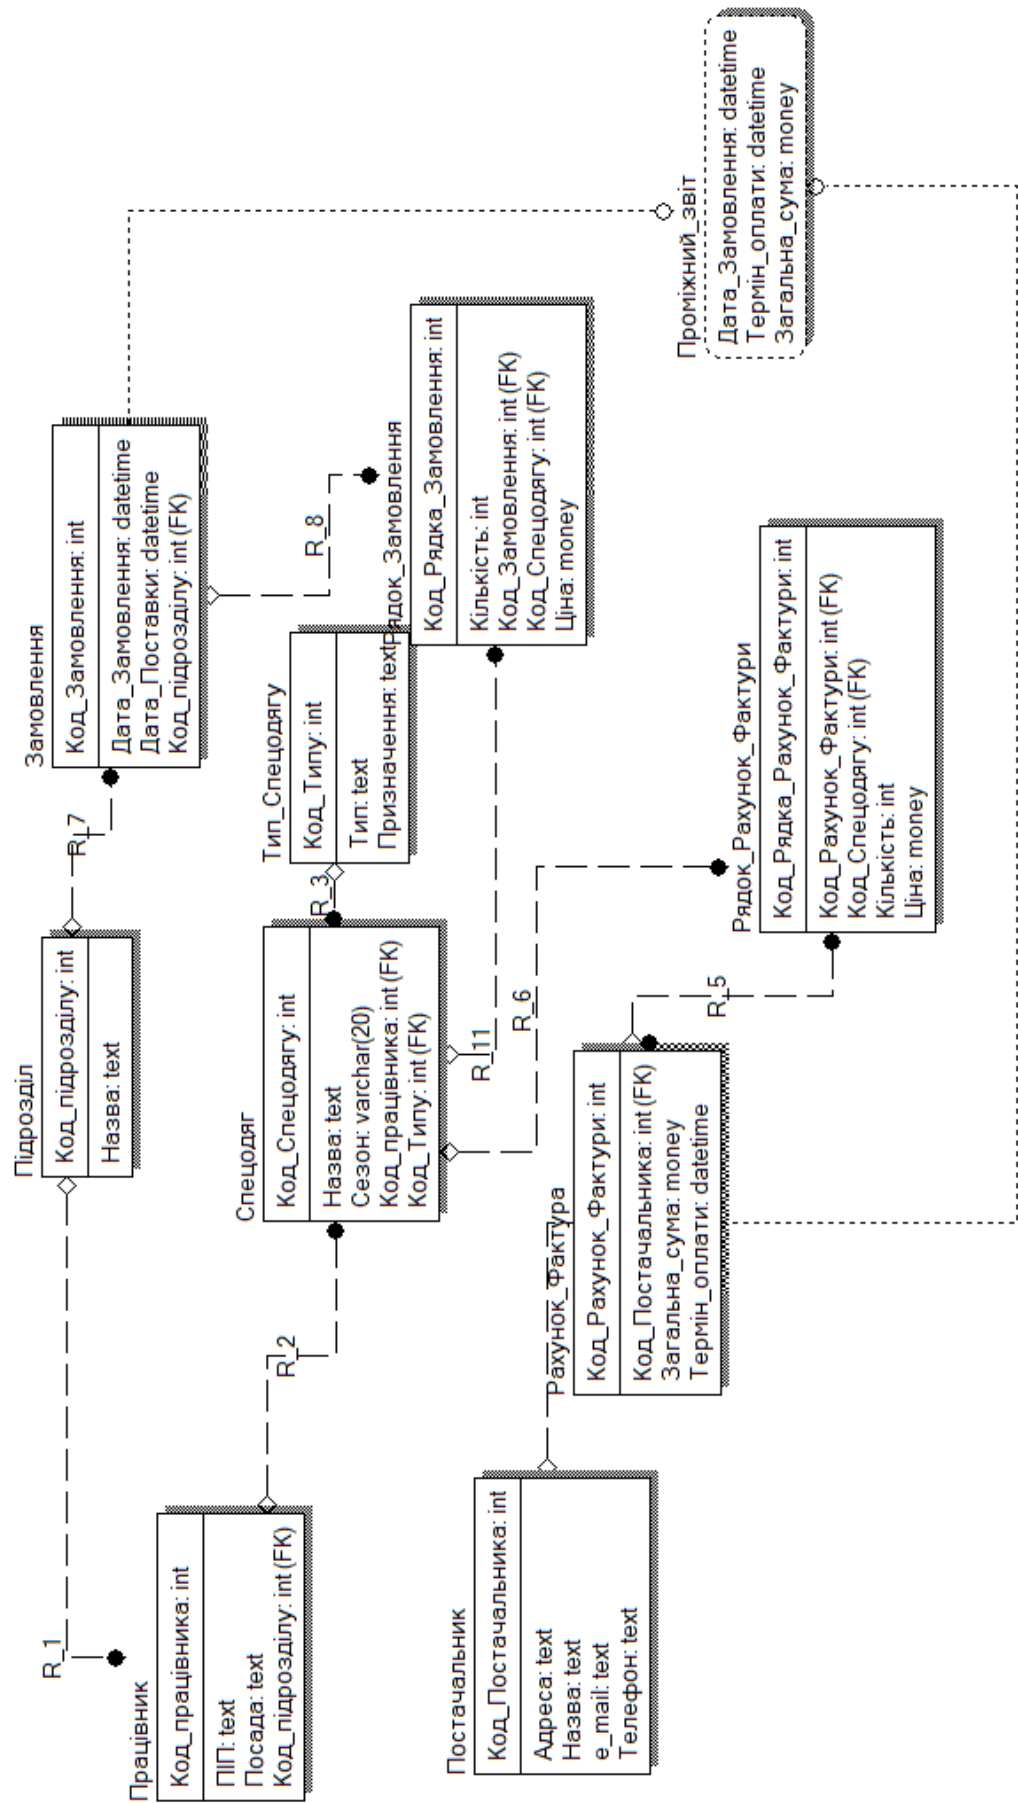 Працівник
Код_працівника: int
ПІП: text
Посада: text
Код_підрозділу: int (FK)
R_1
Підрозділ
Код_підрозділу: int
Назва: text
R_7
Замовлення
Код_Замовлення: int
Дата_Замовлення: datetime
Дата_Поставки: datetime
Код_підрозділу: int (FK)
R_2
Спецодяг
Код_Спецодягу: int
Назва: text
Сезон: varchar(20)
Код_працівника: int (FK)
Код_Типу: int (FK)
R_3
Тип_Спецодягу
Код_Типу: int
Тип: text
Призначення: text
R_8
Рядок_Замовлення
Код_Рядка_Замовлення: int
Кількість: int
Код_Замовлення: int (FK)
Код_Спецодягу: int (FK)
Ціна: money
R_11
R_6
Постачальник
Код_Постачальника: int
Адреса: text
Назва: text
e_mail: text
Телефон: text
Рахунок_Фактура
Код_Рахунок_Фактури: int
Код_Постачальника: int (FK)
Загальна_сума: money
Термін_оплати: datetime
R_5
Рядок_Рахунок_Фактури
Код_Рядка_Рахунок_Фактури: int
Код_Рахунок_Фактури: int (FK)
Код_Спецодягу: int (FK)
Кількість: int
Ціна: money
Проміжний_звіт
Дата_Замовлення: datetime
Термін_оплати: datetime
Загальна_сума: money